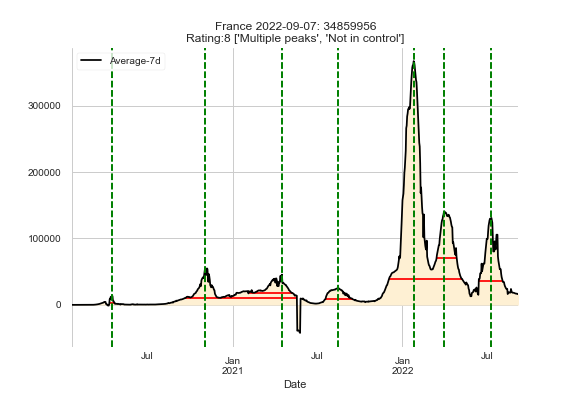 France 2022-09-07: 34859956
Rating:8 ['Multiple peaks', 'Not in control']
Average-7d
300000
200000
100000
0
Jul
Jan
2021
Jul
Jan
2022
Jul
Date